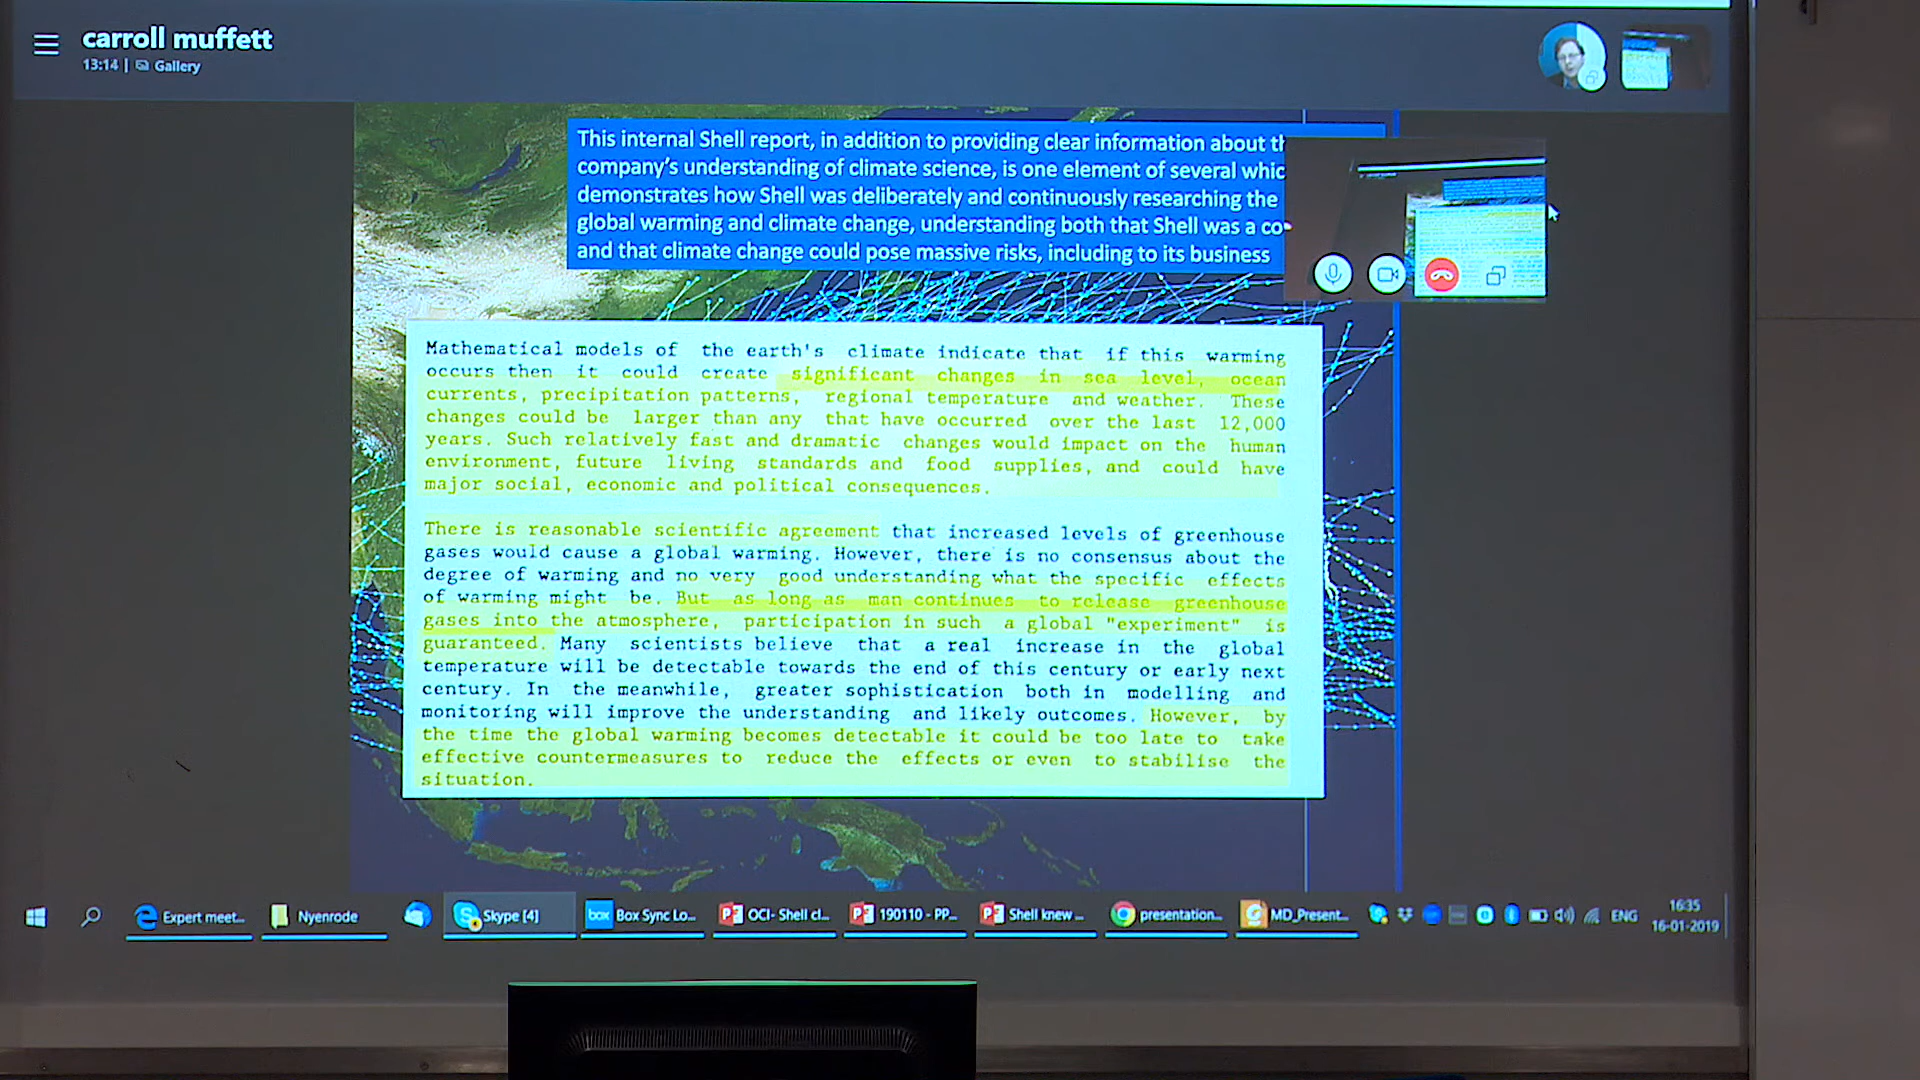 carroll muffett
13:14 | Gallery
This internal Shell report, in addition to providing clear information about th
company's understanding of climate science, is one element of several whic
demonstrates how Shell was deliberately and continuously researching the
global warming and climate change, understanding both that Shell was a co
and that climate change could pose massive risks, including to its business
Mathematical models of the earth's climate indicate that if this warming
occurs then it could create significant changes in sea level, ocean
currents, precipitation patterns, regional temperature and weather. These
changes could be larger than any that have occurred over the last 12,000
years. Such relatively fast and dramatic changes would impact on the human
environment, future living standards and food supplies, and could have
major social, economic and political consequences.
There is reasonable scientific agreement that increased levels of greenhouse
gases would cause a global warming. However, there is no consensus about the
degree of warming and no very good understanding what the specific effects
of warming might be. But as long as man continues to release greenhouse
gases into the atmosphere, participation in such a global "experiment" is
guaranteed. Many scientists believe that a real increase in the global
temperature will be detectable towards the end of this century or early next
century. In the meanwhile, greater sophistication both in modelling and
monitoring will improve the understanding and likely outcomes. However, by
the time the global warming becomes detectable it could be too late to take
effective countermeasures to reduce the effects or even to stabilise the
situation.
Expert meet... Nyenrode Skype [4] box Box Sync Lo... OCI- Shell cl... 190110 - PP... Shell knew ... presentation... MD_Present... ENG
16:35
16-01-2019